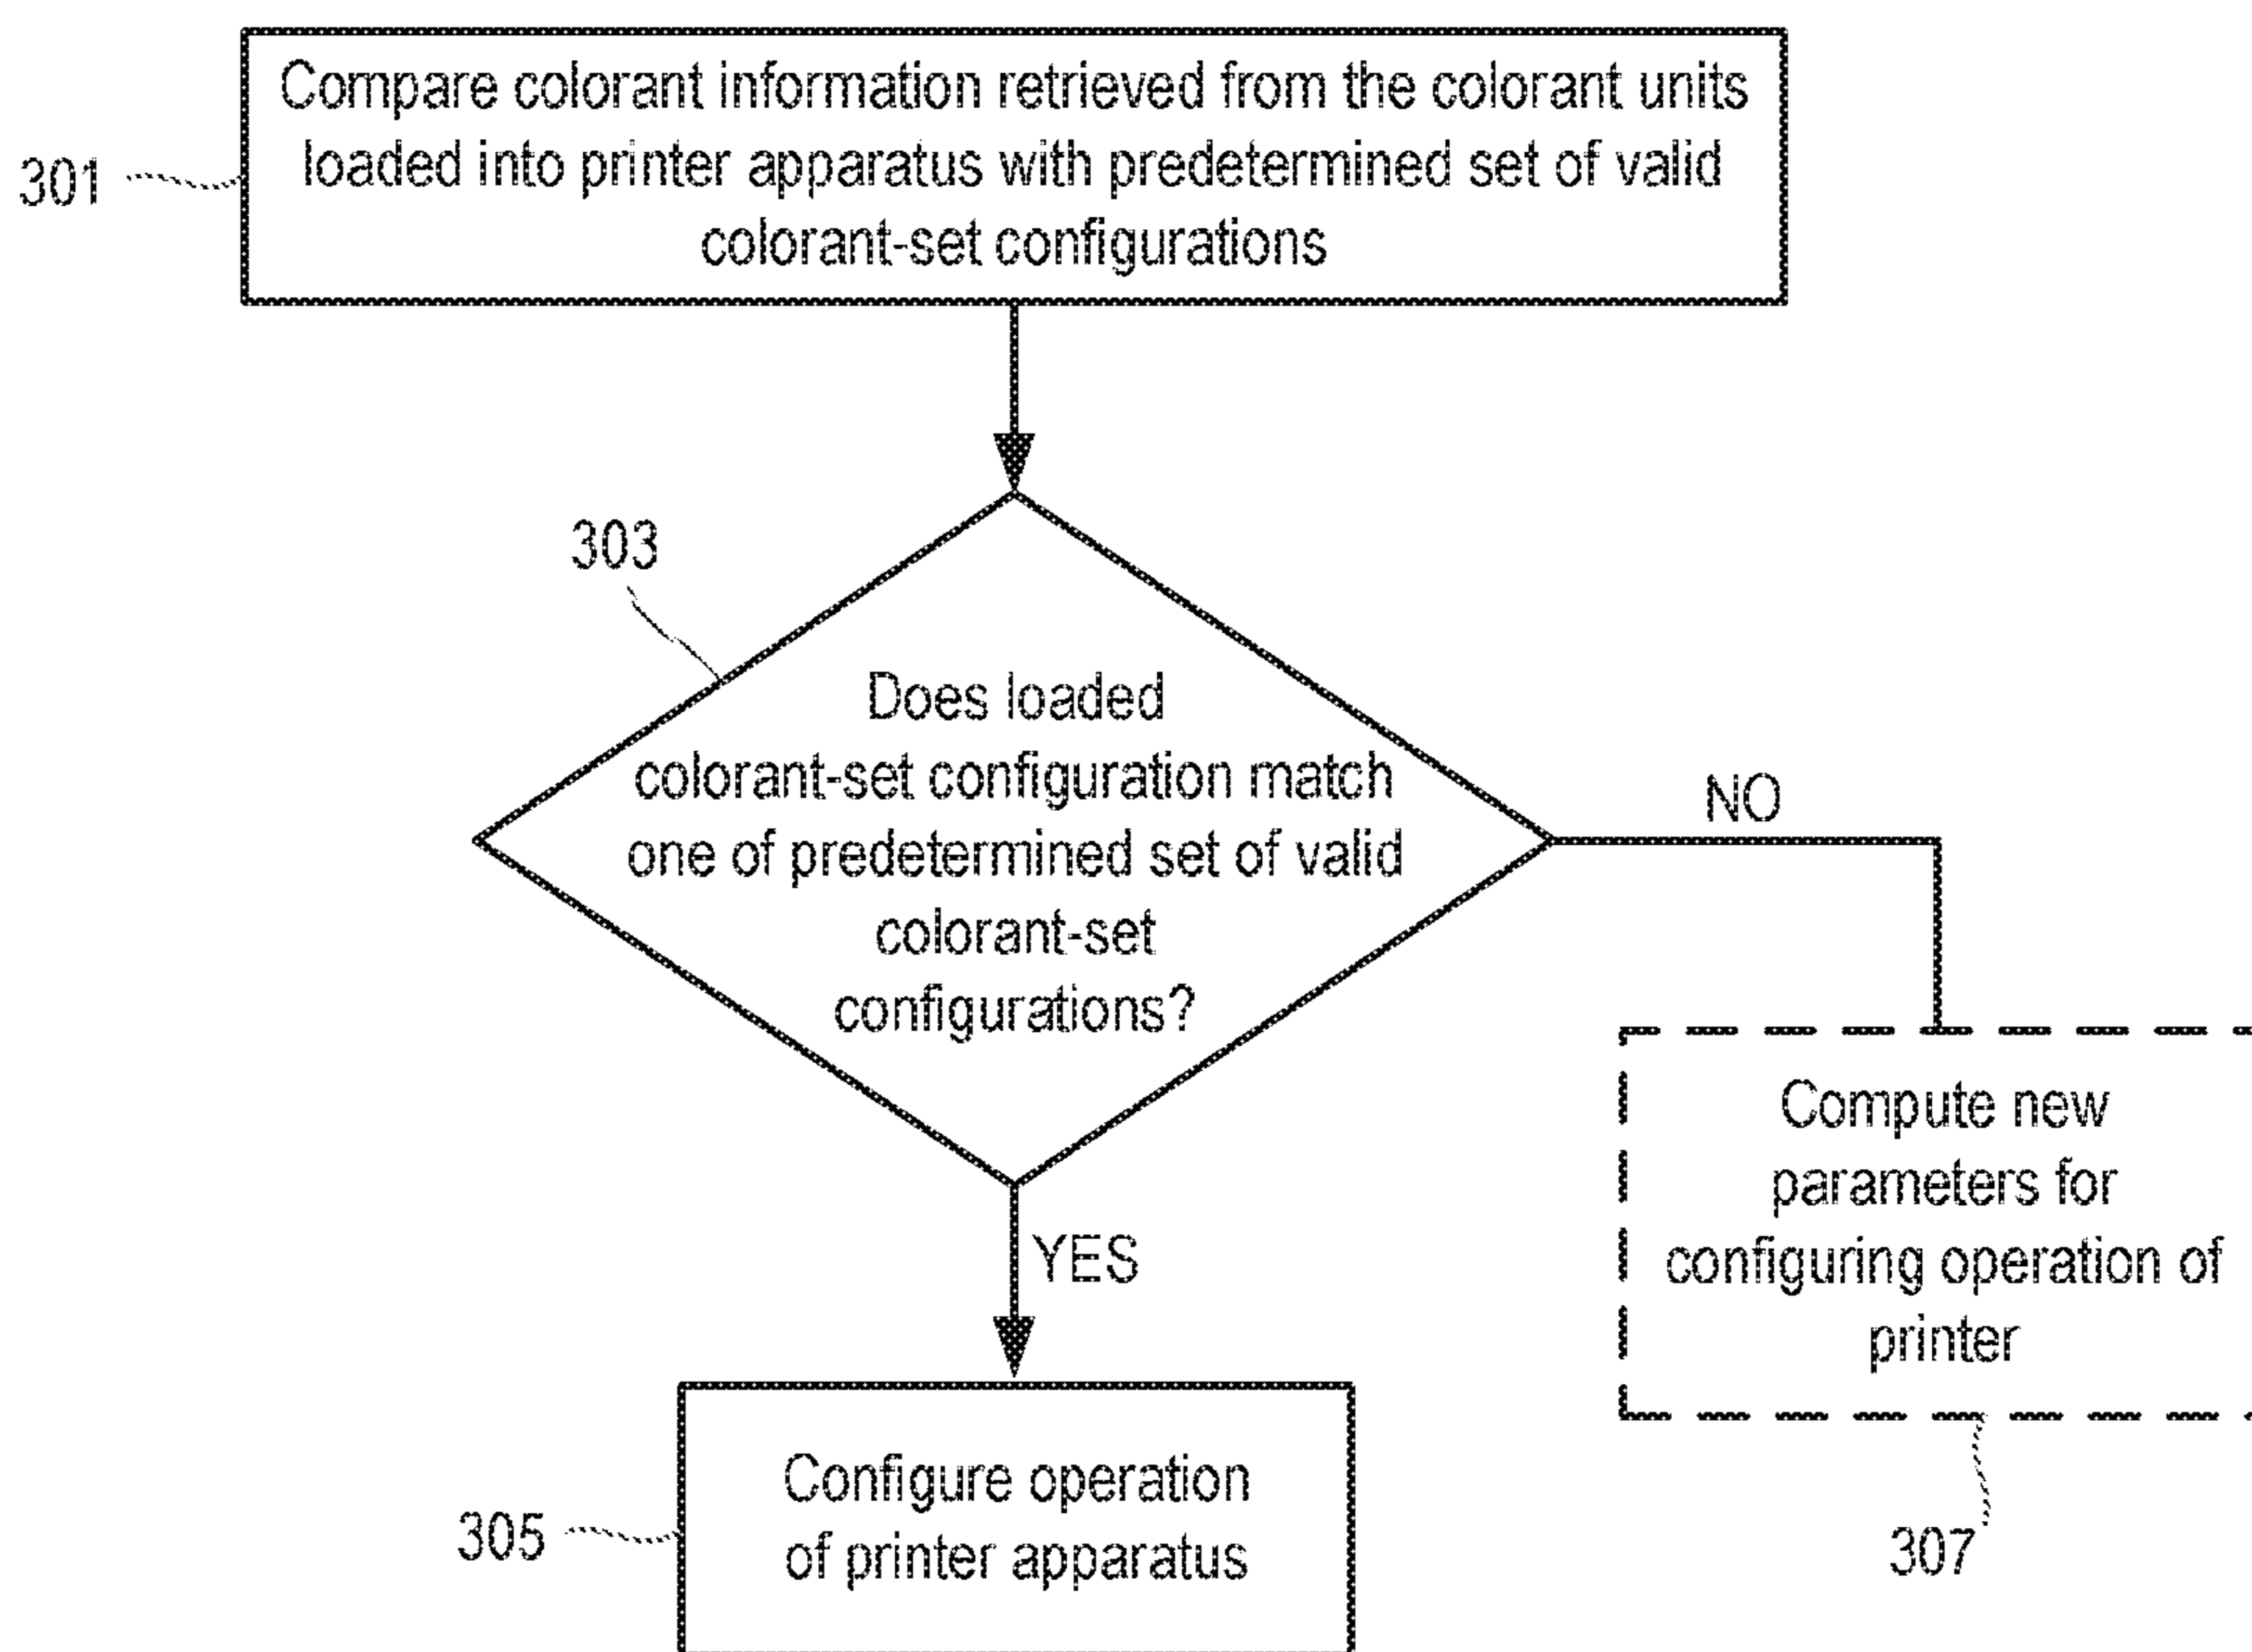 Compare colorant information retrieved from the colorant units
loaded into printer apparatus with predetermined set of valid
colorant-set configurations
301
303
Does loaded
colorant-set configuration match
one of predetermined set of valid
colorant-set
configurations?
NO
YES
Compute new
parameters for
configuring operation of
printer
307
Configure operation
of printer apparatus
305